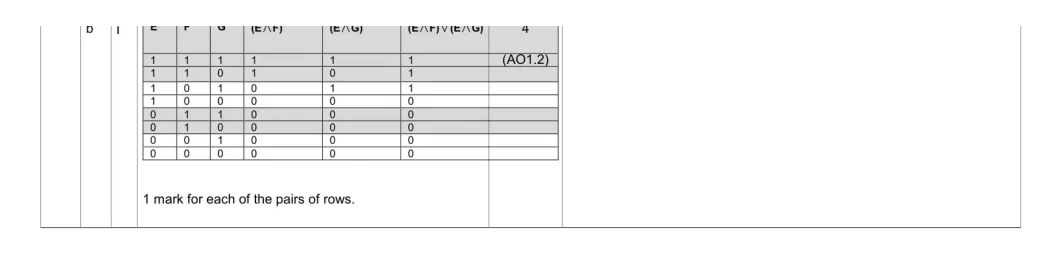 b i E F G (E∧F) (E∧G) (E∧F)∨(E∧G) 4
1 1 1 1 1 1 (AO1.2)
1 1 0 1 0 1
1 0 1 0 1 1
1 0 0 0 0 0
0 1 1 0 0 0
0 1 0 0 0 0
0 0 1 0 0 0
0 0 0 0 0 0
1 mark for each of the pairs of rows.